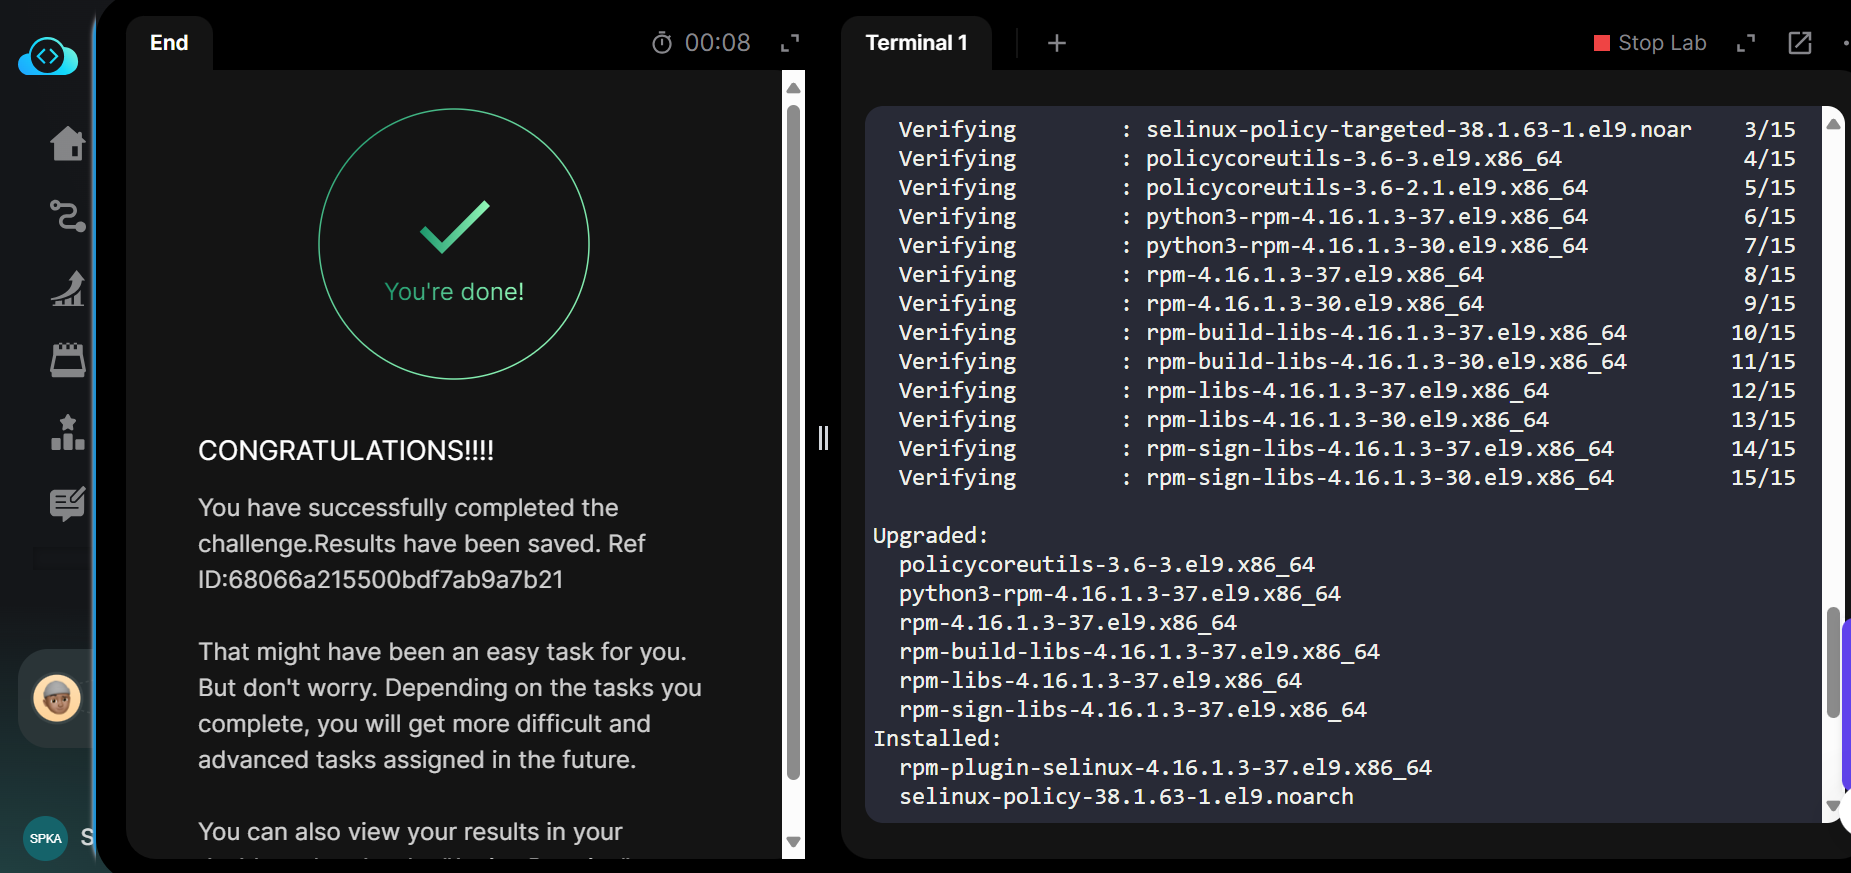 End
00:08
You're done!
CONGRATULATIONS!!!!
You have successfully completed the
challenge.Results have been saved. Ref
ID:68066a215500bdf7ab9a7b21
That might have been an easy task for you.
But don't worry. Depending on the tasks you
complete, you will get more difficult and
advanced tasks assigned in the future.
You can also view your results in your
SPKA S
Terminal 1
+
Stop Lab
Verifying : selinux-policy-targeted-38.1.63-1.el9.noar 3/15
Verifying : policycoreutils-3.6-3.el9.x86_64 4/15
Verifying : policycoreutils-3.6-2.1.el9.x86_64 5/15
Verifying : python3-rpm-4.16.1.3-37.el9.x86_64 6/15
Verifying : python3-rpm-4.16.1.3-30.el9.x86_64 7/15
Verifying : rpm-4.16.1.3-37.el9.x86_64 8/15
Verifying : rpm-4.16.1.3-30.el9.x86_64 9/15
Verifying : rpm-build-libs-4.16.1.3-37.el9.x86_64 10/15
Verifying : rpm-build-libs-4.16.1.3-30.el9.x86_64 11/15
Verifying : rpm-libs-4.16.1.3-37.el9.x86_64 12/15
Verifying : rpm-libs-4.16.1.3-30.el9.x86_64 13/15
Verifying : rpm-sign-libs-4.16.1.3-37.el9.x86_64 14/15
Verifying : rpm-sign-libs-4.16.1.3-30.el9.x86_64 15/15
Upgraded:
policycoreutils-3.6-3.el9.x86_64
python3-rpm-4.16.1.3-37.el9.x86_64
rpm-4.16.1.3-37.el9.x86_64
rpm-build-libs-4.16.1.3-37.el9.x86_64
rpm-libs-4.16.1.3-37.el9.x86_64
rpm-sign-libs-4.16.1.3-37.el9.x86_64
Installed:
rpm-plugin-selinux-4.16.1.3-37.el9.x86_64
selinux-policy-38.1.63-1.el9.noarch